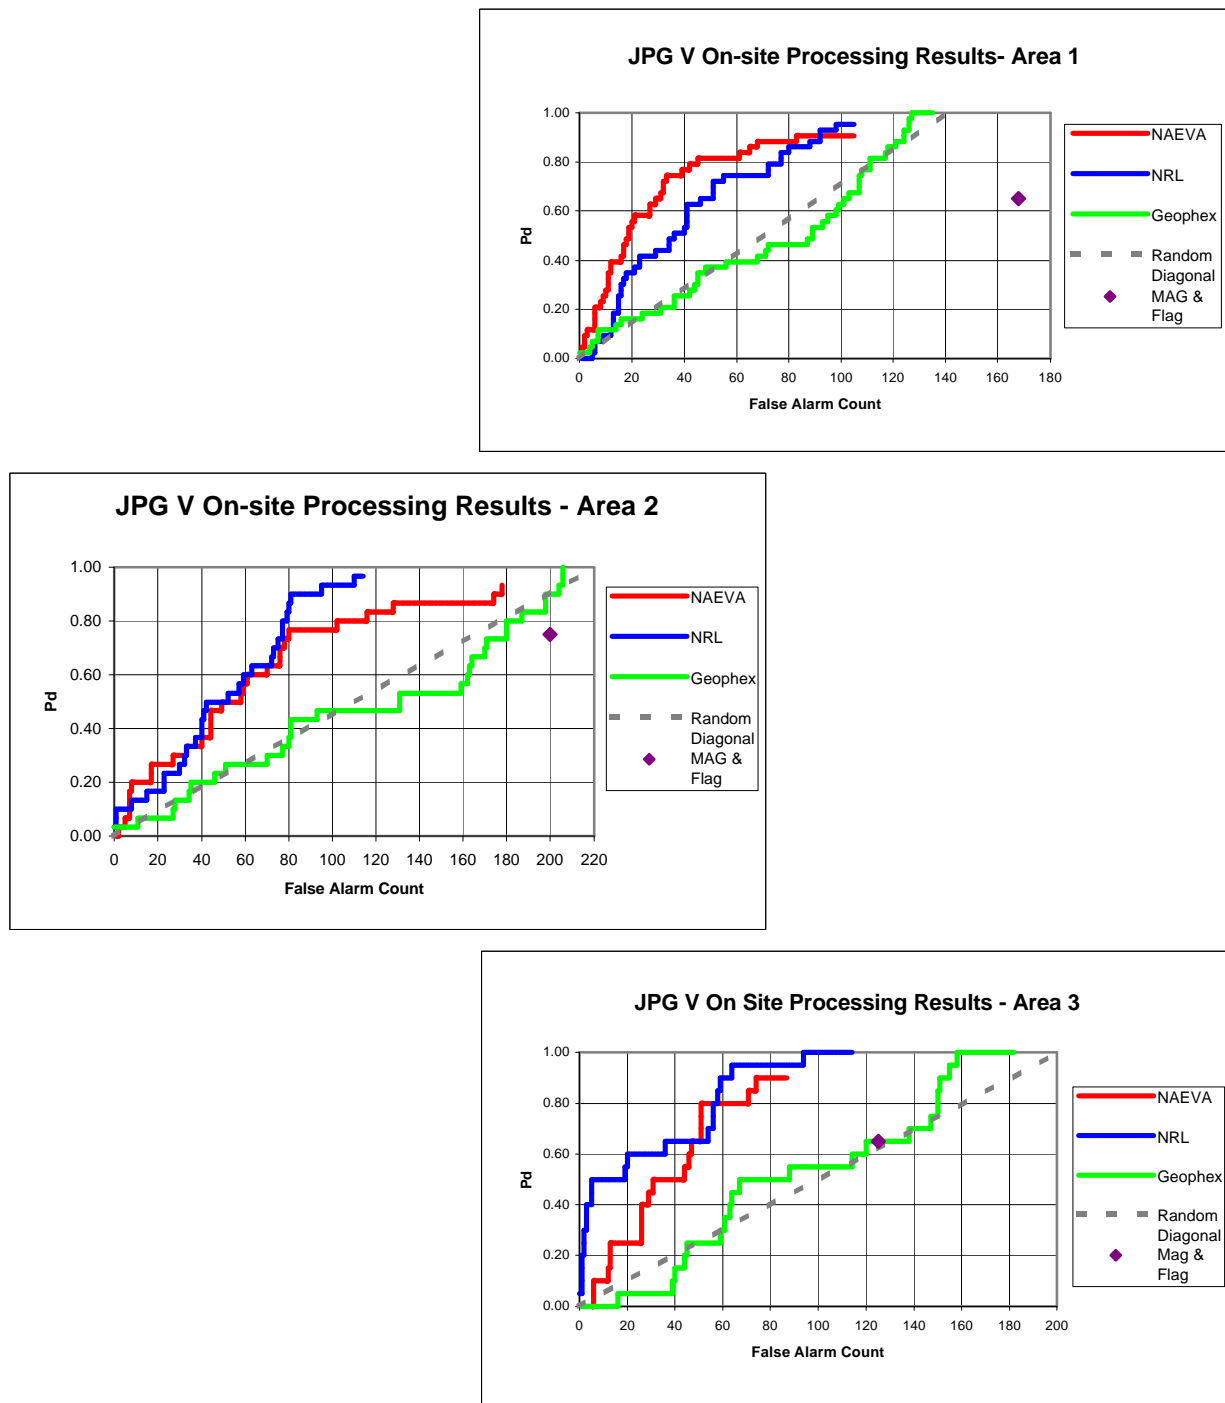 JPG V On-site Processing Results- Area 1
1.00
0.80
0.60
0.40
0.20
0.00
Pd
0 20 40 60 80 100 120 140 160 180
False Alarm Count
NAEVA
NRL
Geophex
Random
Diagonal
MAG &
Flag
JPG V On-site Processing Results - Area 2
1.00
0.80
0.60
0.40
0.20
0.00
Pd
0 20 40 60 80 100 120 140 160 180 200 220
False Alarm Count
NAEVA
NRL
Geophex
Random
Diagonal
MAG &
Flag
JPG V On Site Processing Results - Area 3
1.00
0.80
0.60
0.40
0.20
0.00
Pd
0 20 40 60 80 100 120 140 160 180 200
False Alarm Count
NAEVA
NRL
Geophex
Random
Diagonal
Mag &
Flag